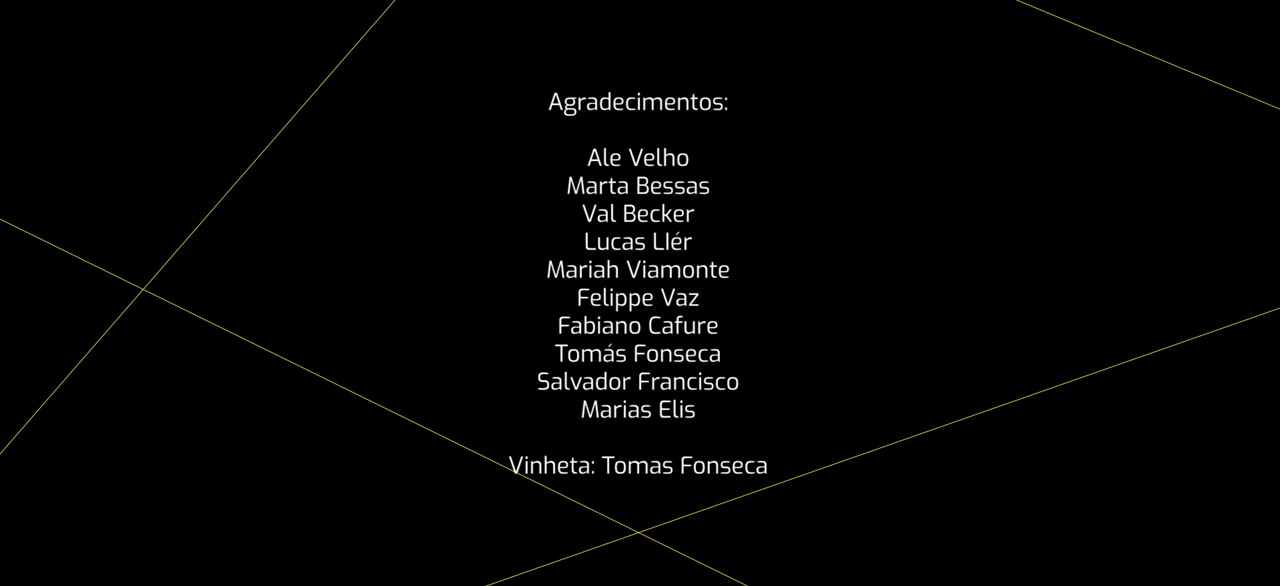 Agradecimentos:
Ale Velho
Marta Bessas
Val Becker
Lucas Llér
Mariah Viamonte
Felippe Vaz
Fabiano Cafure
Tomás Fonseca
Salvador Francisco
Marias Elis
Vinheta: Tomas Fonseca